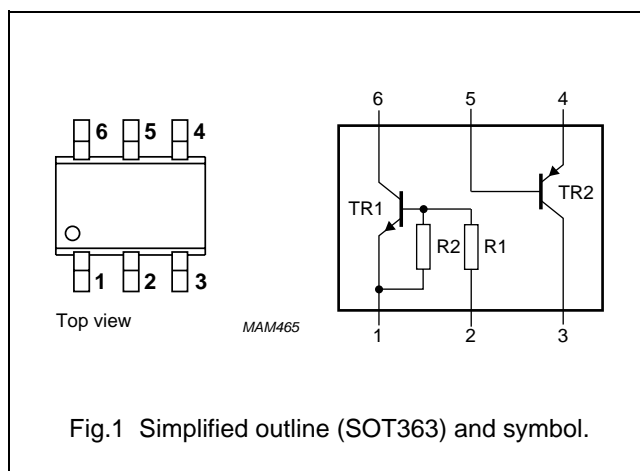 6 5 4
1 2 3
Top view
MAM465
6 5 4
TR1
TR2
R2 R1
1 2 3
Fig.1 Simplified outline (SOT363) and symbol.